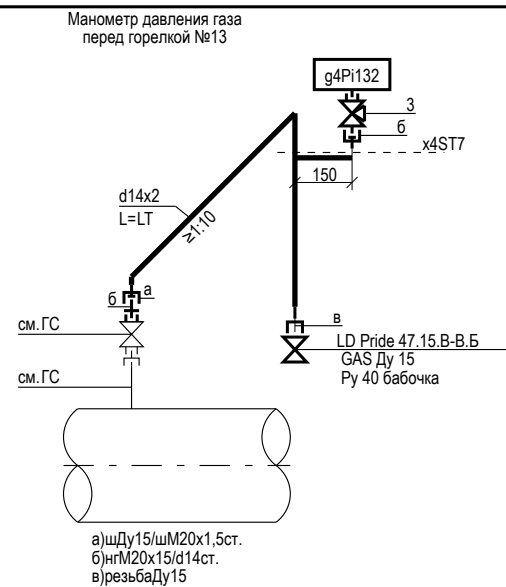 Манометр давления газа
перед горелкой №13
g4Pi132
3
б
x4ST7
150
d14x2
L=LT
≥1:10
а
б
см.ГС
в
LD Pride 47.15.В-В.Б
GAS Ду 15
Ру 40 бабочка
см.ГС
а)шДу15/шМ20х1,5ст.
б)нгМ20х15/d14ст.
в)резьбаДу15